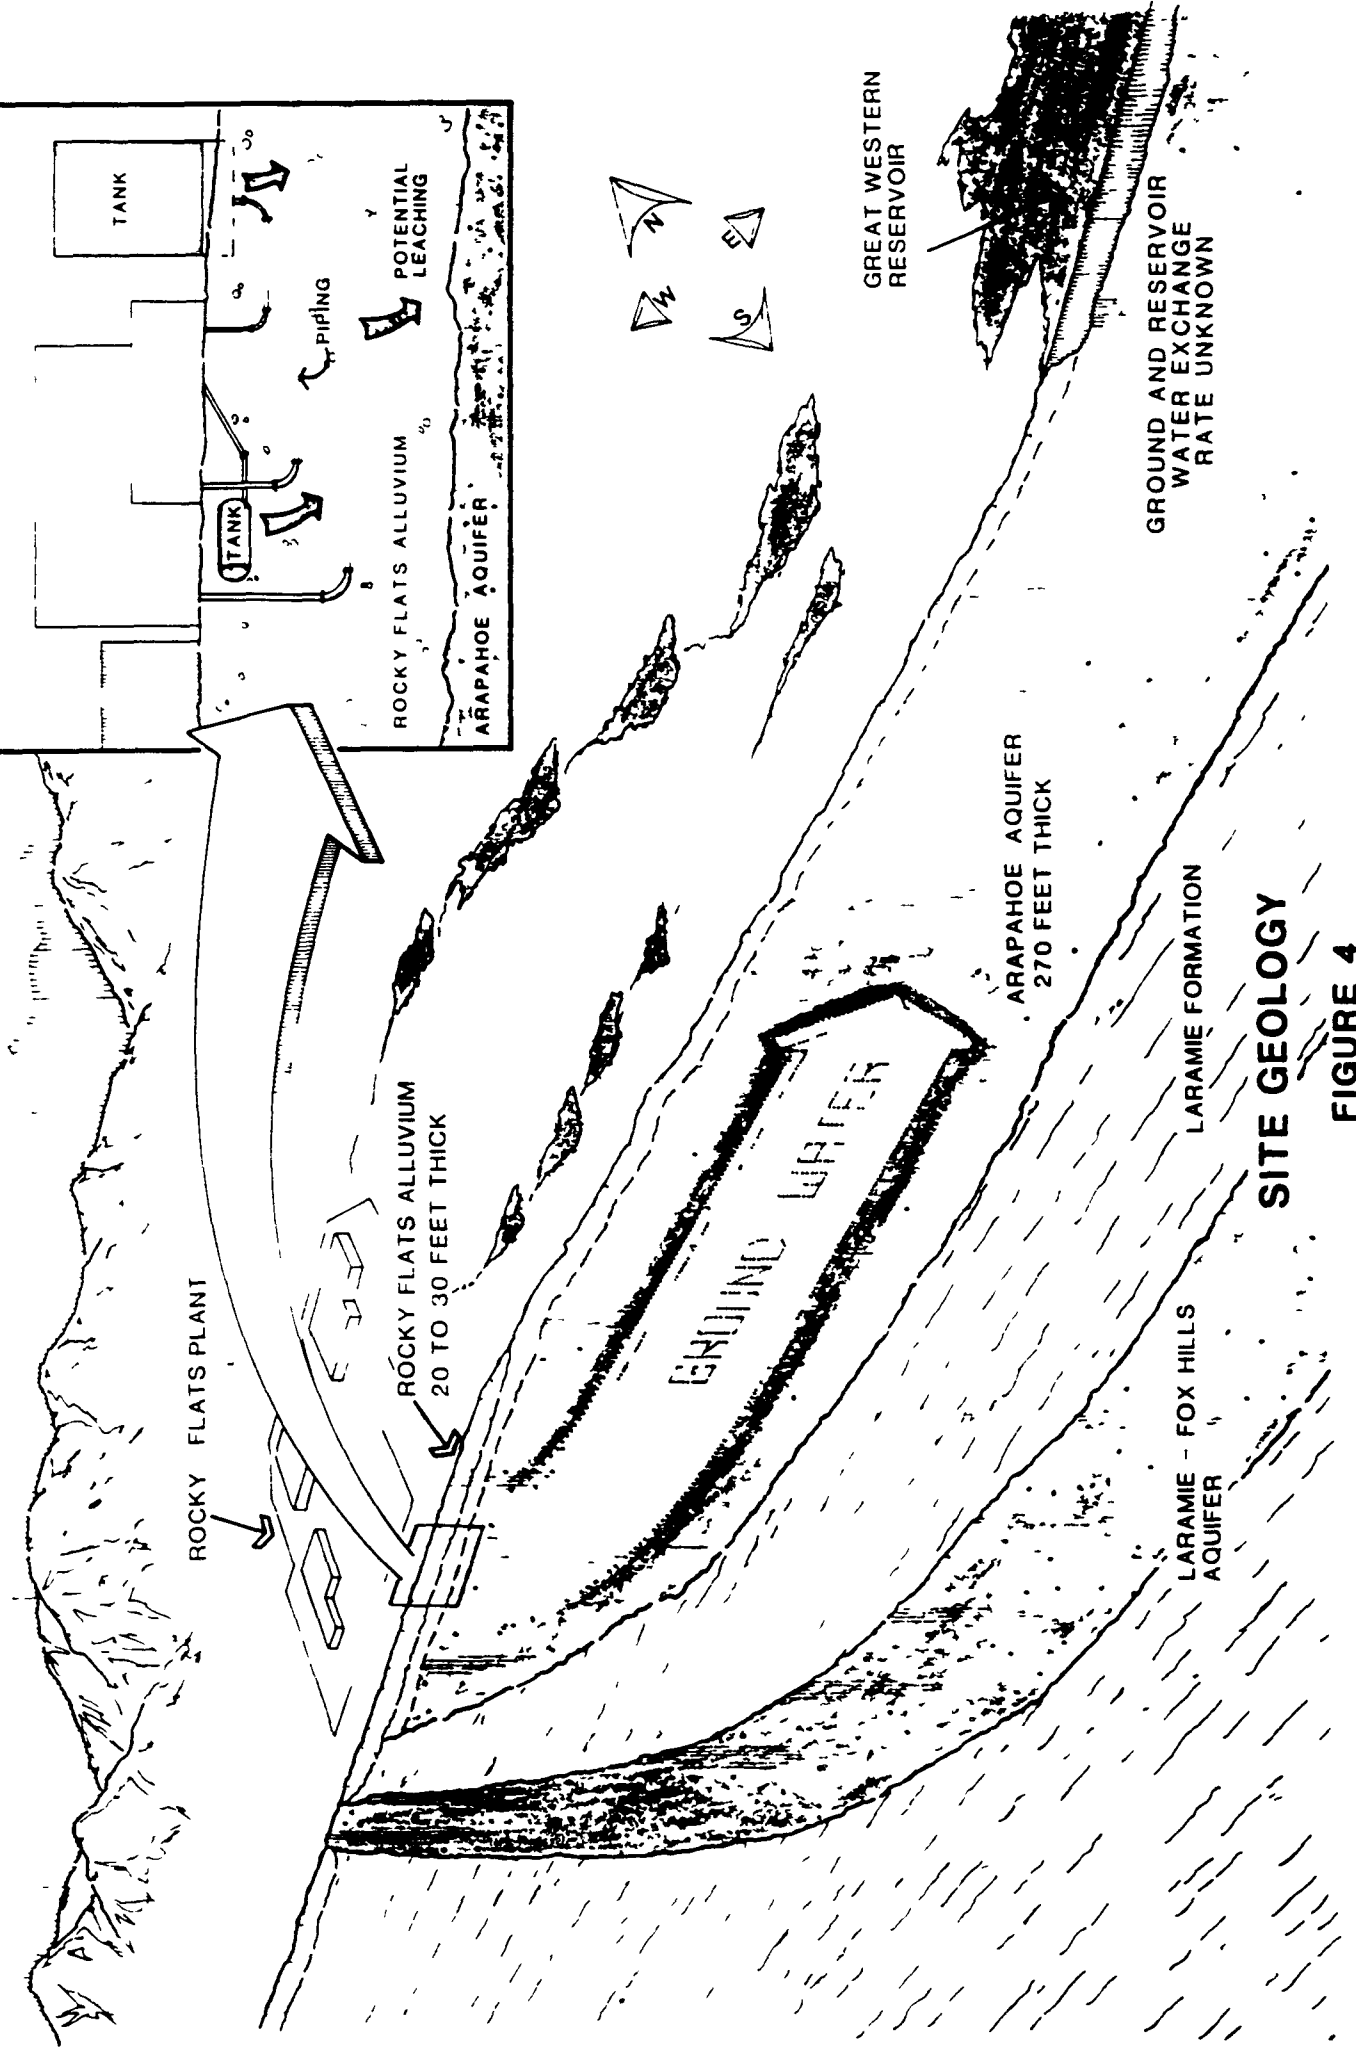 TANK
TANK
PIPING
POTENTIAL
LEACHING
ROCKY FLATS ALLUVIUM
ARAPAHOE AQUIFER
ROCKY FLATS PLANT
ROCKY FLATS ALLUVIUM
20 TO 30 FEET THICK
N
W
E
S
GREAT WESTERN
RESERVOIR
GROUND WATER
GROUND AND RESERVOIR
WATER EXCHANGE
RATE UNKNOWN
ARAPAHOE AQUIFER
270 FEET THICK
LARAMIE FORMATION
LARAMIE - FOX HILLS
AQUIFER
SITE GEOLOGY
FIGURE 4